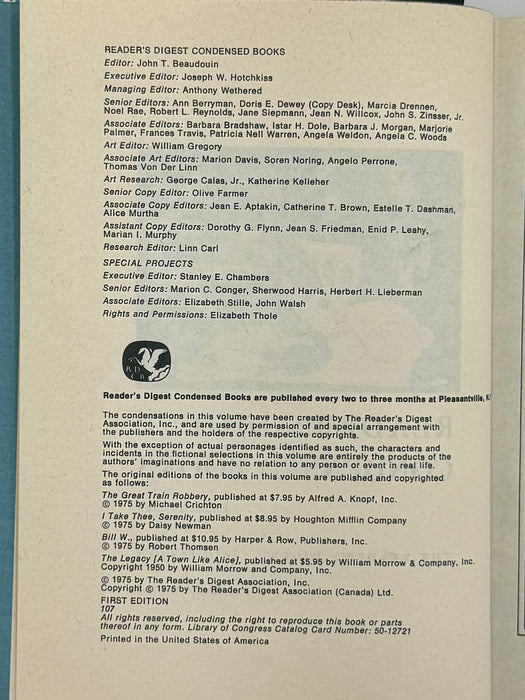 READER'S DIGEST CONDENSED BOOKS
Editor: John T. Beaudouin
Executive Editor: Joseph W. Hotchkiss
Managing Editor: Anthony Wethered
Senior Editors: Ann Berryman, Doris E. Dewey (Copy Desk), Marcia Drennen,
Noel Rae, Robert L. Reynolds, Jane Siepmann, Jean N. Willcox, John S. Zinsser, Jr.
Associate Editors: Barbara Bradshaw, Istar H. Dole, Barbara J. Morgan, Marjorie
Palmer, Frances Travis, Patricia Nell Warren, Angela Weldon, Angela C. Woods
Art Editor: William Gregory
Associate Art Editors: Marion Davis, Soren Noring, Angelo Perrone,
Thomas Von Der Linn
Art Research: George Calas, Jr., Katherine Kelleher
Senior Copy Editor: Olive Farmer
Associate Copy Editors: Jean E. Aptakin, Catherine T. Brown, Estelle T. Dashman,
Alice Murtha
Assistant Copy Editors: Dorothy G. Flynn, Jean S. Friedman, Enid P. Leahy,
Marian I. Murphy
Research Editor: Linn Carl
SPECIAL PROJECTS
Executive Editor: Stanley E. Chambers
Senior Editors: Marion C. Conger, Sherwood Harris, Herbert H. Lieberman
Associate Editors: Elizabeth Stille, John Walsh
Rights and Permissions: Elizabeth Thole
RD
CB
Reader's Digest Condensed Books are published every two to three months at Pleasantville,
The condensations in this volume have been created by The Reader's Digest
Association, Inc., and are used by permission of and special arrangement with
the publishers and the holders of the respective copyrights.
With the exception of actual personages identified as such, the characters and
incidents in the fictional selections in this volume are entirely the products of the
authors' imaginations and have no relation to any person or event in real life.
The original editions of the books in this volume are published and copyrighted
as follows:
The Great Train Robbery, published at $7.95 by Alfred A. Knopf, Inc.
© 1975 by Michael Crichton
I Take Thee, Serenity, published at $8.95 by Houghton Mifflin Company
© 1975 by Daisy Newman
Bill W., published at $10.95 by Harper & Row, Publishers, Inc.
© 1975 by Robert Thomsen
The Legacy [A Town Like Alice], published at $5.95 by William Morrow & Company, Inc.
Copyright 1950 by William Morrow and Company, Inc.
© 1975 by The Reader's Digest Association, Inc.
Copyright © 1975 by The Reader's Digest Association (Canada) Ltd.
FIRST EDITION
107
All rights reserved, including the right to reproduce this book or parts
thereof in any form. Library of Congress Catalog Card Number: 50-12721
Printed in the United States of America